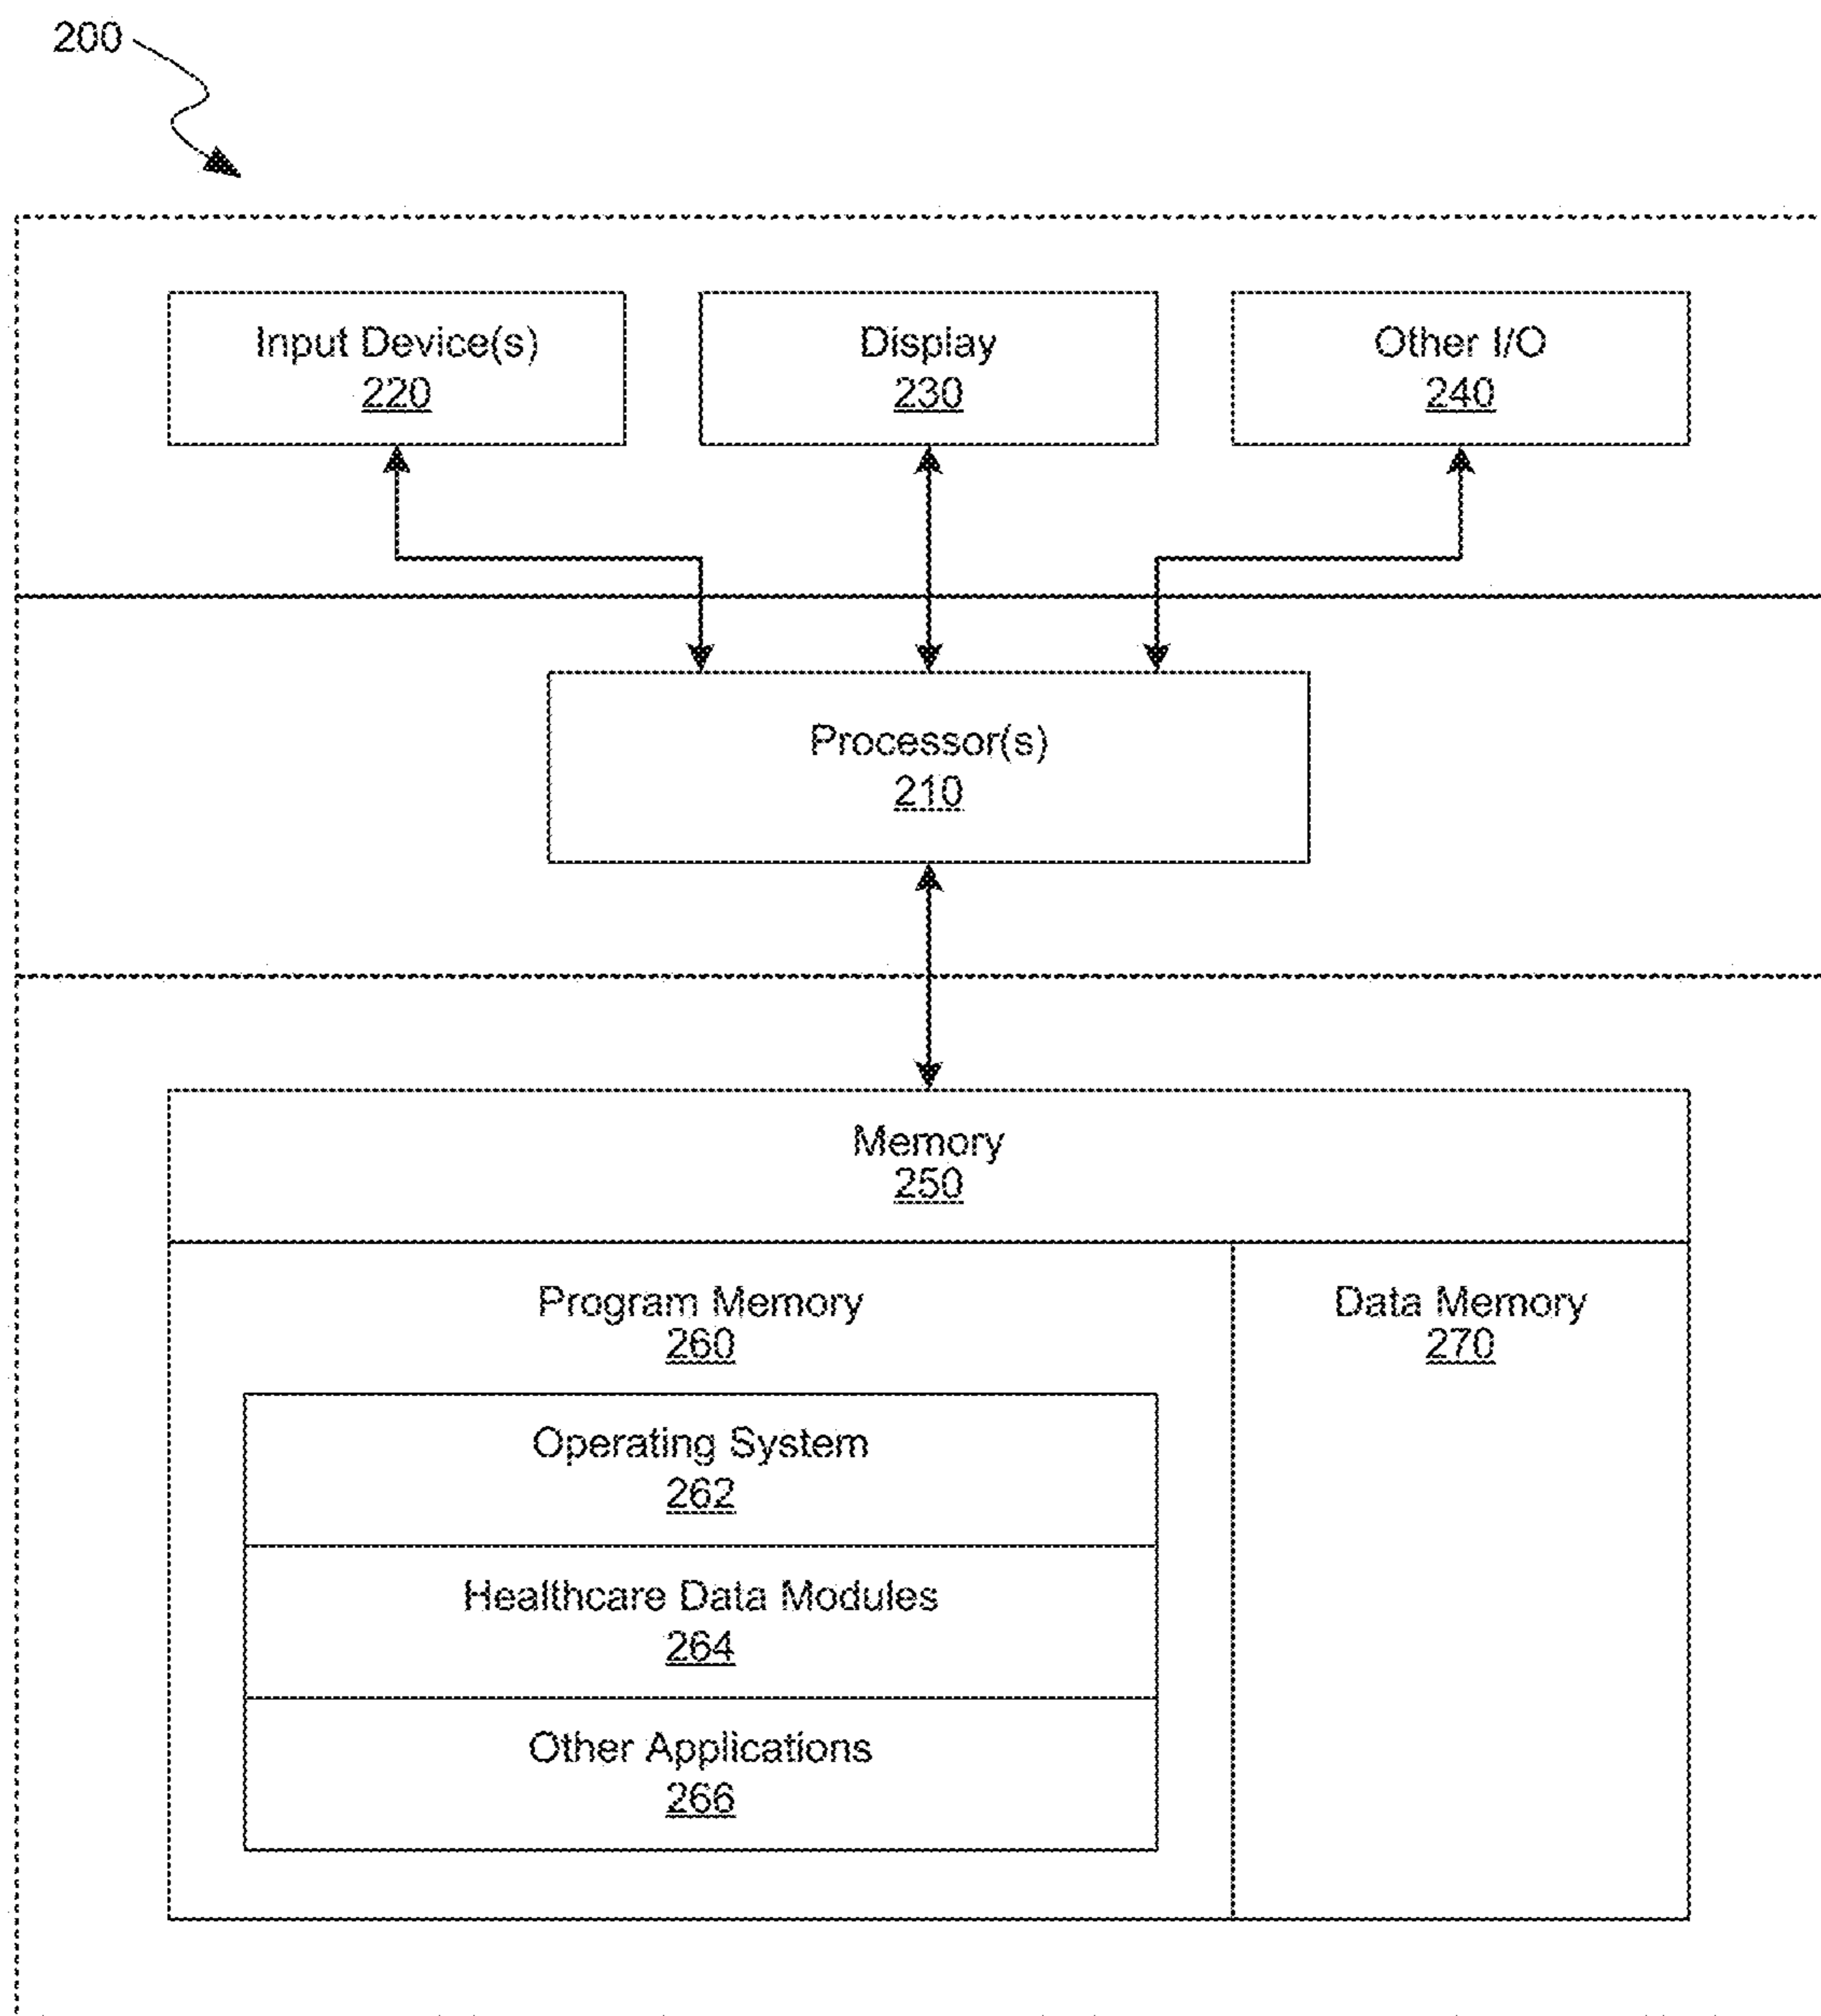 200
Input Device(s)
220
Display
230
Other I/O
240
Processor(s)
210
Memory
250
Program Memory
260
Data Memory
270
Operating System
262
Healthcare Data Modules
264
Other Applications
266